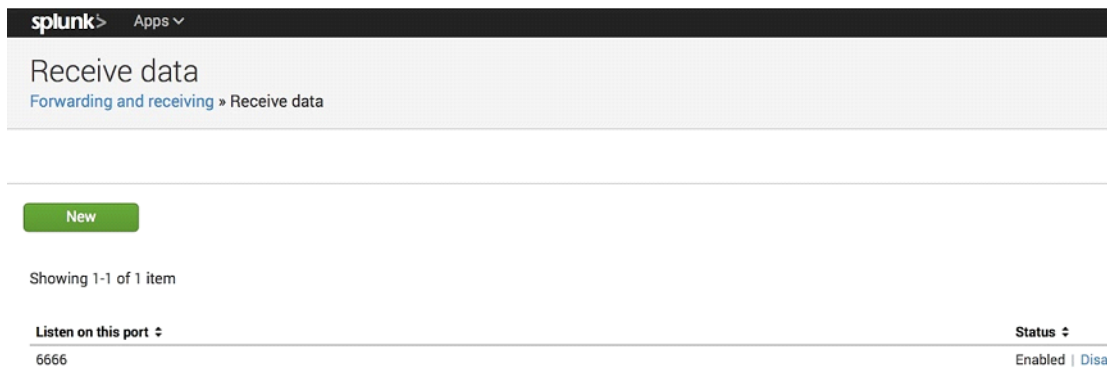 splunk> Apps
Receive data
Forwarding and receiving » Receive data
New
Showing 1-1 of 1 item
Listen on this port Status
6666 Enabled | Disa